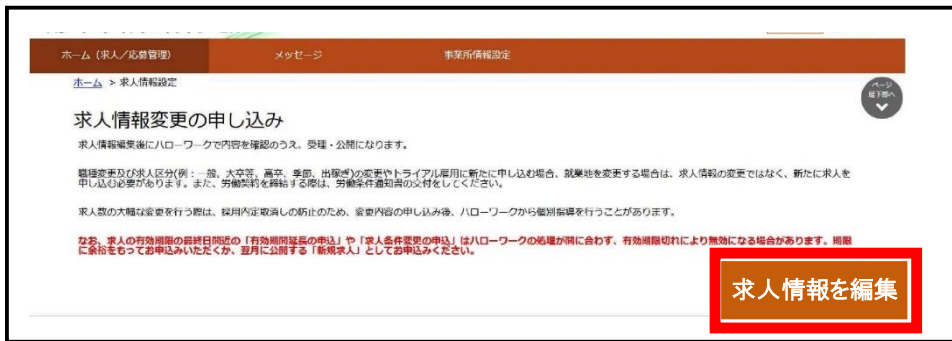 ホーム（求人／応募管理）
メッセージ
事業所情報設定
ホーム > 求人情報設定
ページ
最下部へ
求人情報変更の申し込み
求人情報編集後にハローワークで内容を確認のうえ、受理・公開になります。
職種変更及び求人区分(例：一般、大卒等、高卒、季節、出稼ぎ)の変更やトライアル雇用に新たに申し込む場合、就業地を変更する場合は、求人情報の変更ではなく、新たに求人を
申し込む必要があります。また、労働契約を締結する際は、労働条件通知書の交付をしてください。
求人数の大幅な変更を行う際は、採用内定取消しの防止のため、変更内容の申し込み後、ハローワークから個別指導を行うことがあります。
なお、求人の有効期限の最終日間近の「有効期間延長の申込」や「求人条件変更の申込」はハローワークの処理が間に合わず、有効期限切れにより無効になる場合があります。期限
に余裕をもってお申込みいただくか、翌月に公開する「新規求人」としてお申込みください。
求人情報を編集